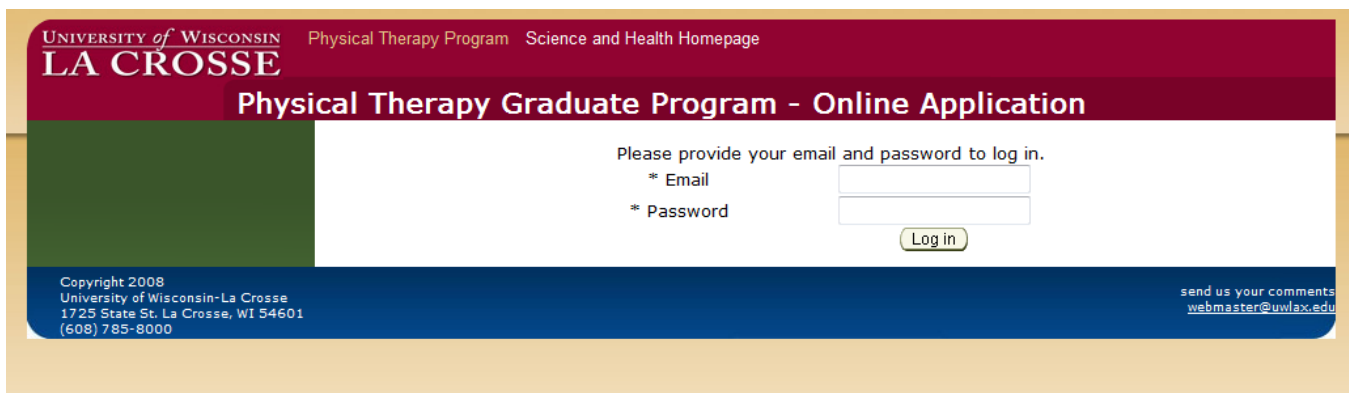 UNIVERSITY of WISCONSIN
LA CROSSE
Physical Therapy Program Science and Health Homepage
Physical Therapy Graduate Program - Online Application
Please provide your email and password to log in.
* Email
* Password
Log in
Copyright 2008
University of Wisconsin-La Crosse
1725 State St. La Crosse, WI 54601
(608) 785-8000
send us your comments
webmaster@uwlax.edu